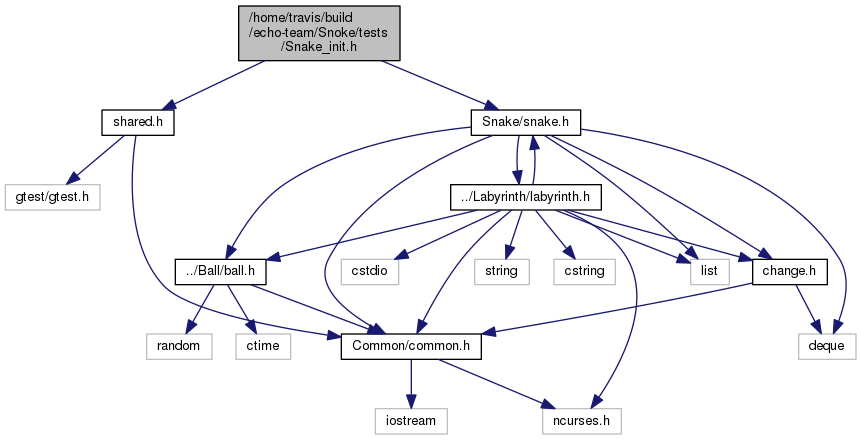 /home/travis/build
/echo-team/Snoke/tests
/Snake_init.h
shared.h
Snake/snake.h
gtest/gtest.h
../Labyrinth/labyrinth.h
../Ball/ball.h
cstdio
string
cstring
list
change.h
random
ctime
Common/common.h
deque
iostream
ncurses.h